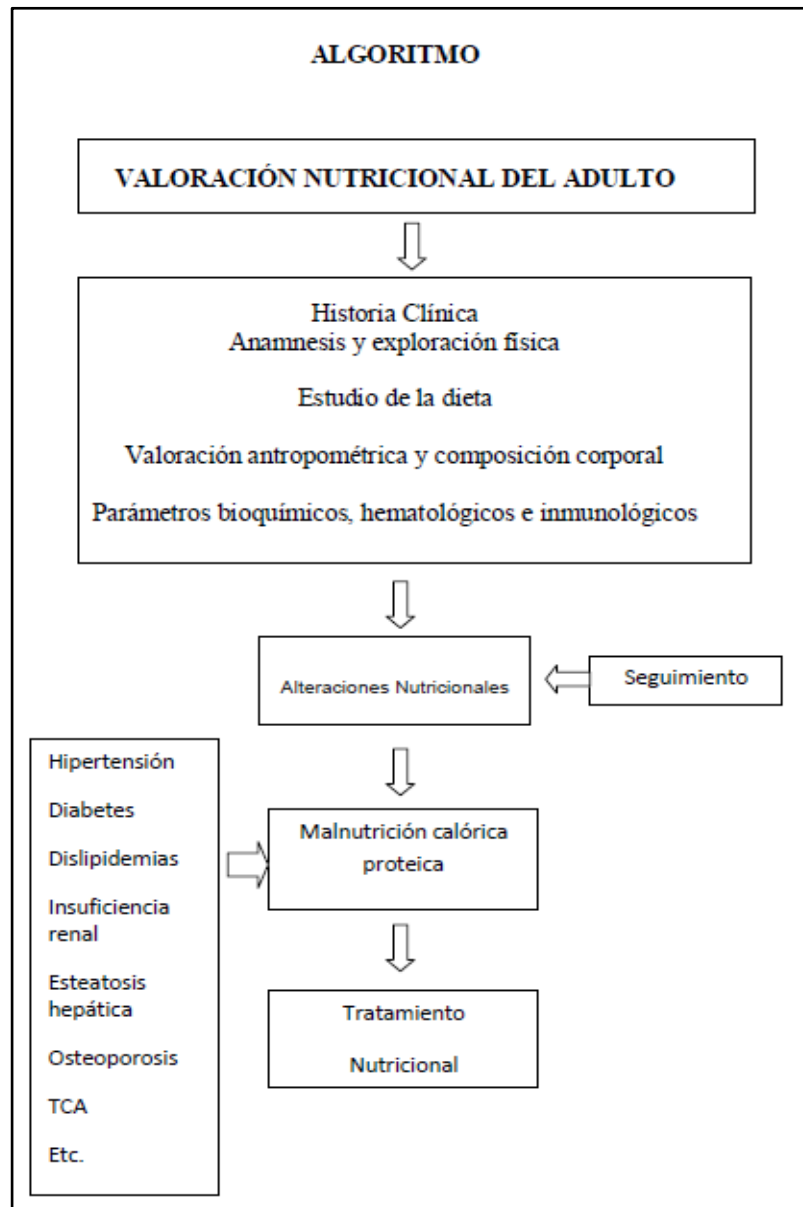 ALGORITMO
VALORACIÓN NUTRICIONAL DEL ADULTO
Historia Clínica
Anamnesis y exploración física
Estudio de la dieta
Valoración antropométrica y composición corporal
Parámetros bioquímicos, hematológicos e inmunológicos
Alteraciones Nutricionales
Seguimiento
Hipertensión
Diabetes
Dislipidemias
Insuficiencia
renal
Esteatosis
hepática
Osteoporosis
TCA
Etc.
Malnutrición calórica
proteica
Tratamiento
Nutricional